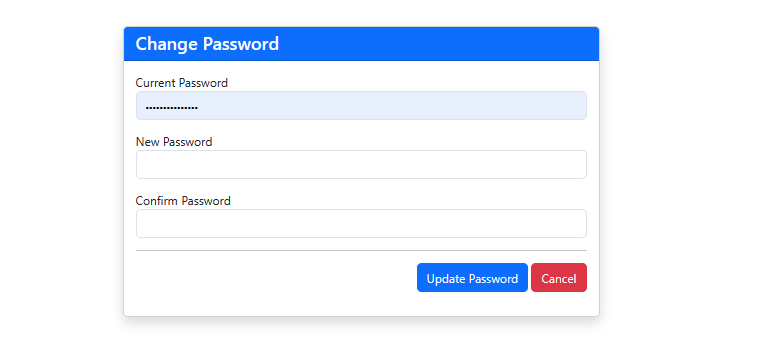 Change Password
Current Password
•••••••••••••••
New Password
Confirm Password
Update Password Cancel